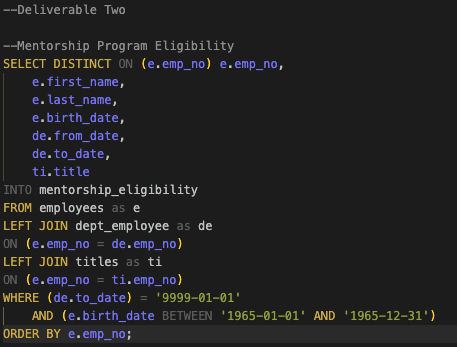 --Deliverable Two
--Mentorship Program Eligibility
SELECT DISTINCT ON (e.emp_no) e.emp_no,
    e.first_name,
    e.last_name,
    e.birth_date,
    de.from_date,
    de.to_date,
    ti.title
INTO mentorship_eligibility
FROM employees as e
LEFT JOIN dept_employee as de
ON (e.emp_no = de.emp_no)
LEFT JOIN titles as ti
ON (e.emp_no = ti.emp_no)
WHERE (de.to_date) = '9999-01-01'
    AND (e.birth_date BETWEEN '1965-01-01' AND '1965-12-31')
ORDER BY e.emp_no;